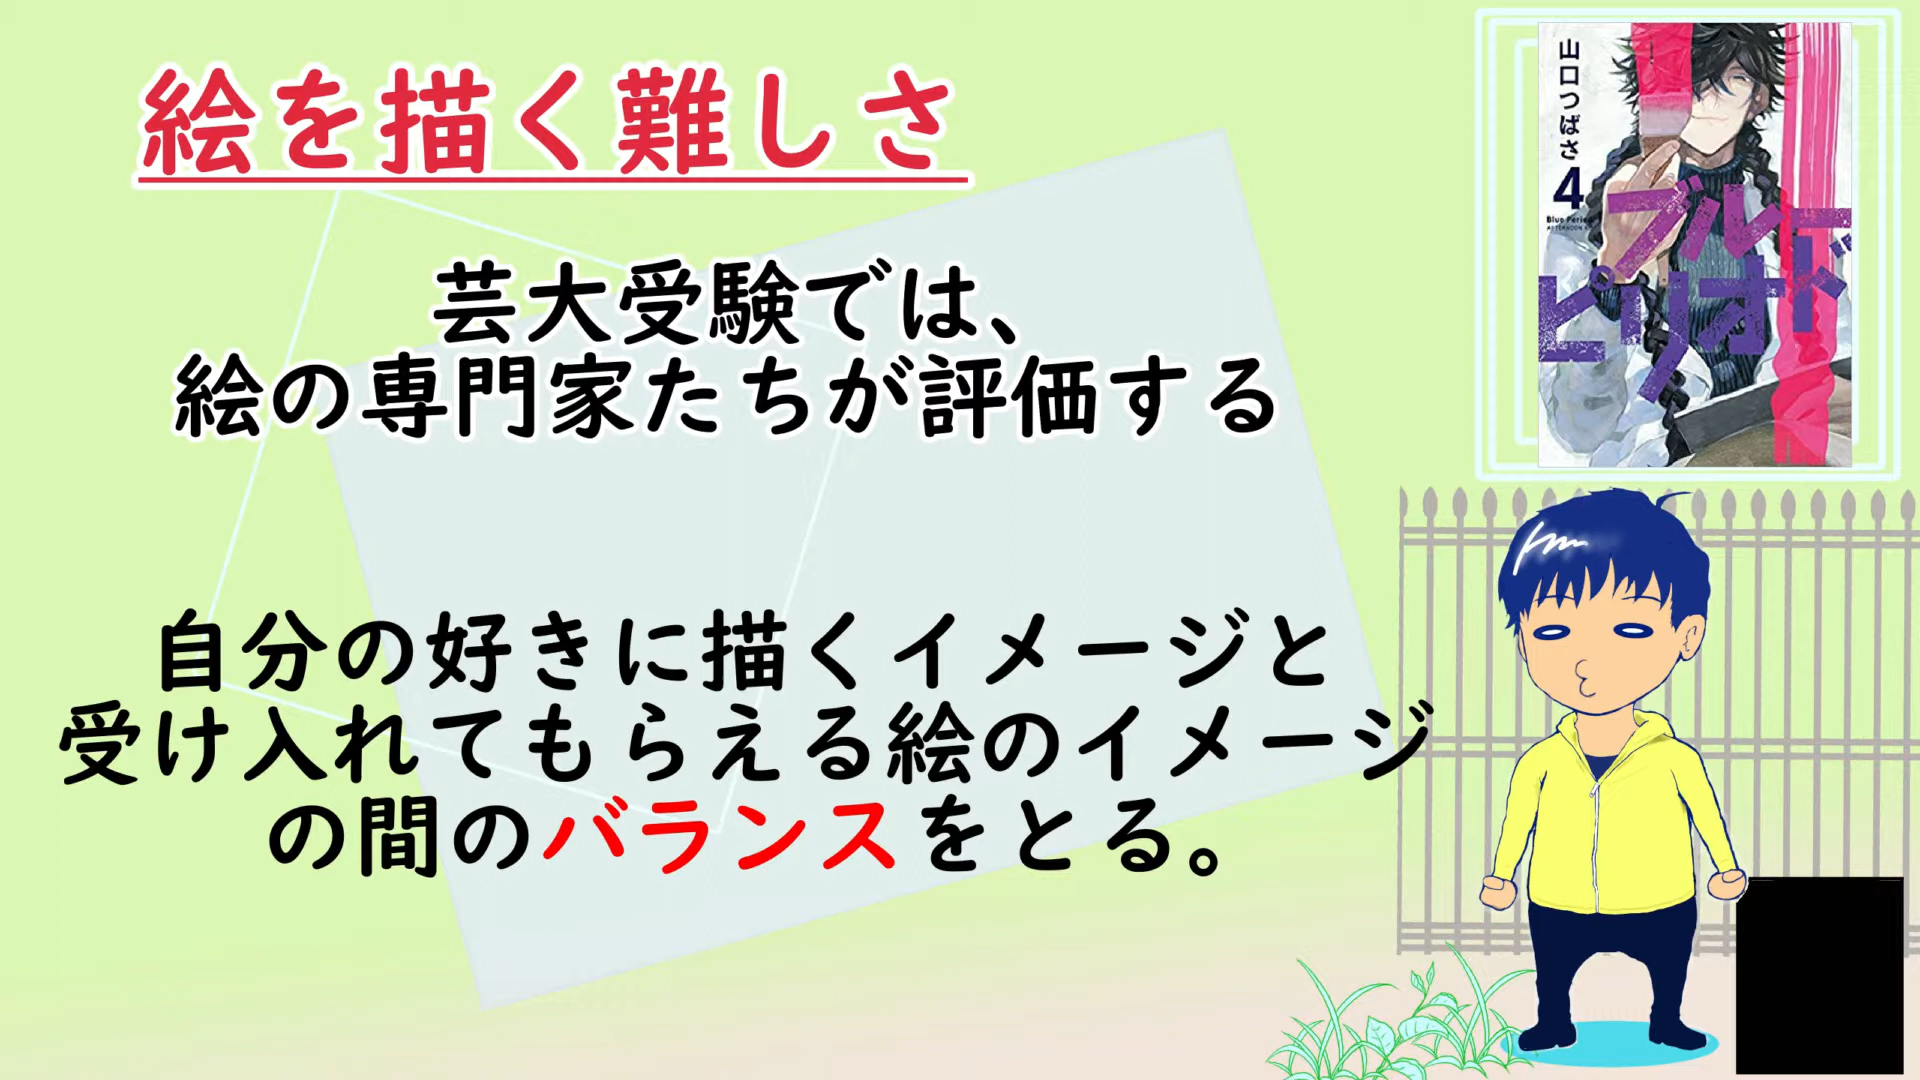 絵を描く難しさ
芸大受験では、
絵の専門家たちが評価する
自分の好きに描くイメージと
受け入れてもらえる絵のイメージ
の間のバランスをとる。
山口つばさ
4
Blue Period
AFTERNOON
ブルー
ピリオド